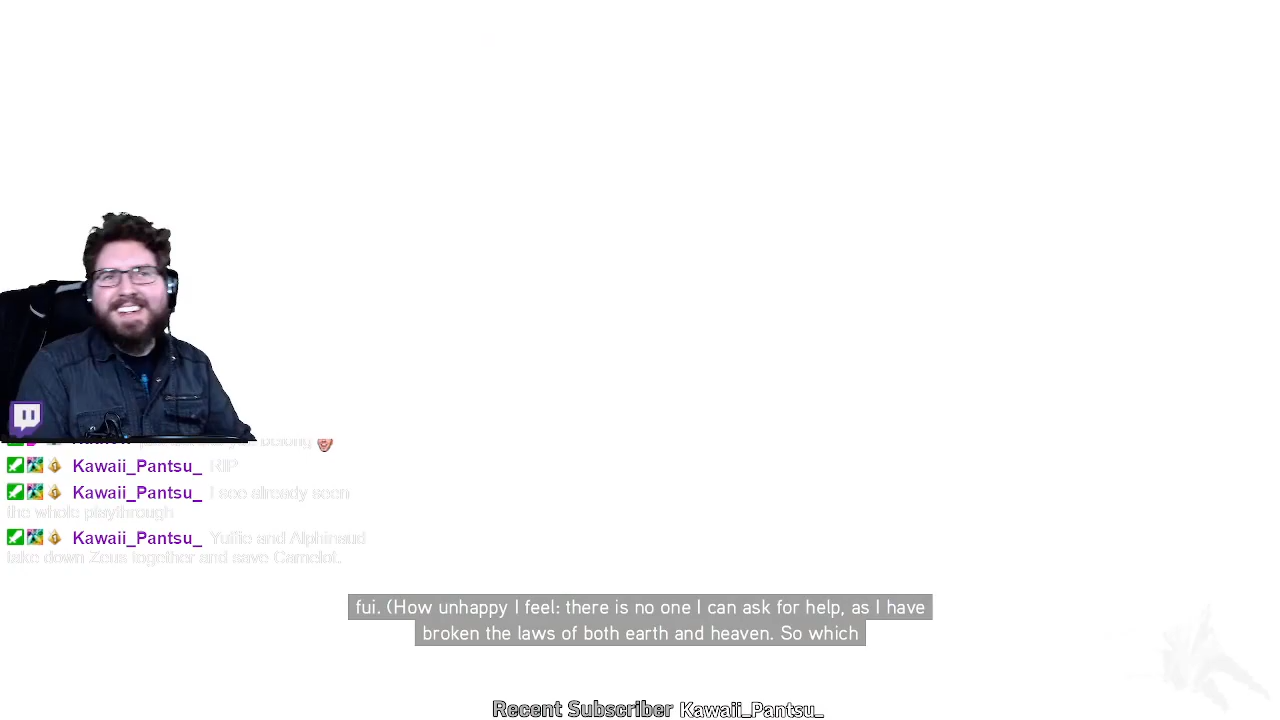 belong
Kawaii_Pantsu_ RIP
Kawaii_Pantsu_ I see already seen
the whole playthrough
Kawaii_Pantsu_ Yuffie and Alphinaud
take down Zeus together and save Camelot.
fui. (How unhappy I feel: there is no one I can ask for help, as I have
broken the laws of both earth and heaven. So which
Recent Subscriber Kawaii_Pantsu_